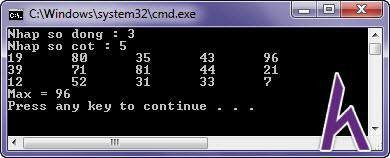 C:\Windows\system32\cmd.exe
Nhap so dong : 3
Nhap so cot : 5
19 80 35 43 96
39 71 81 44 21
12 52 31 33 7
Max = 96
Press any key to continue . . .